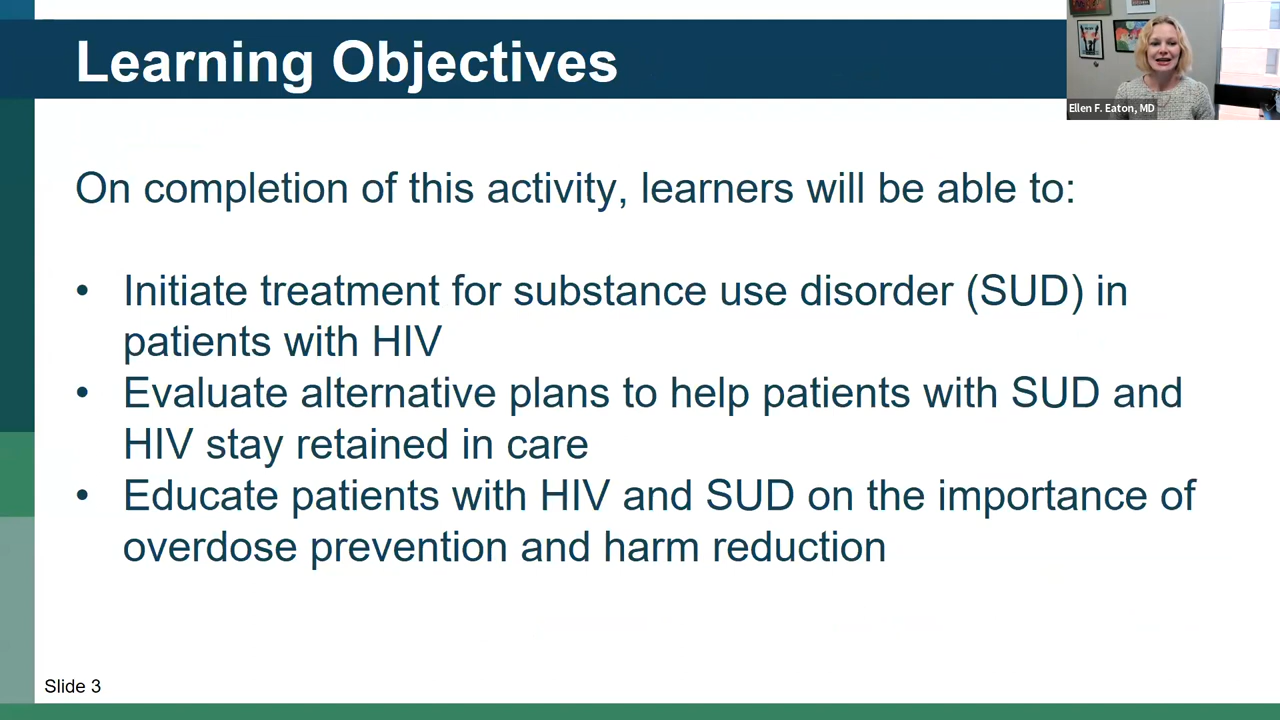 Learning Objectives
Ellen F. Eaton, MD
On completion of this activity, learners will be able to:
• Initiate treatment for substance use disorder (SUD) in
patients with HIV
• Evaluate alternative plans to help patients with SUD and
HIV stay retained in care
• Educate patients with HIV and SUD on the importance of
overdose prevention and harm reduction
Slide 3